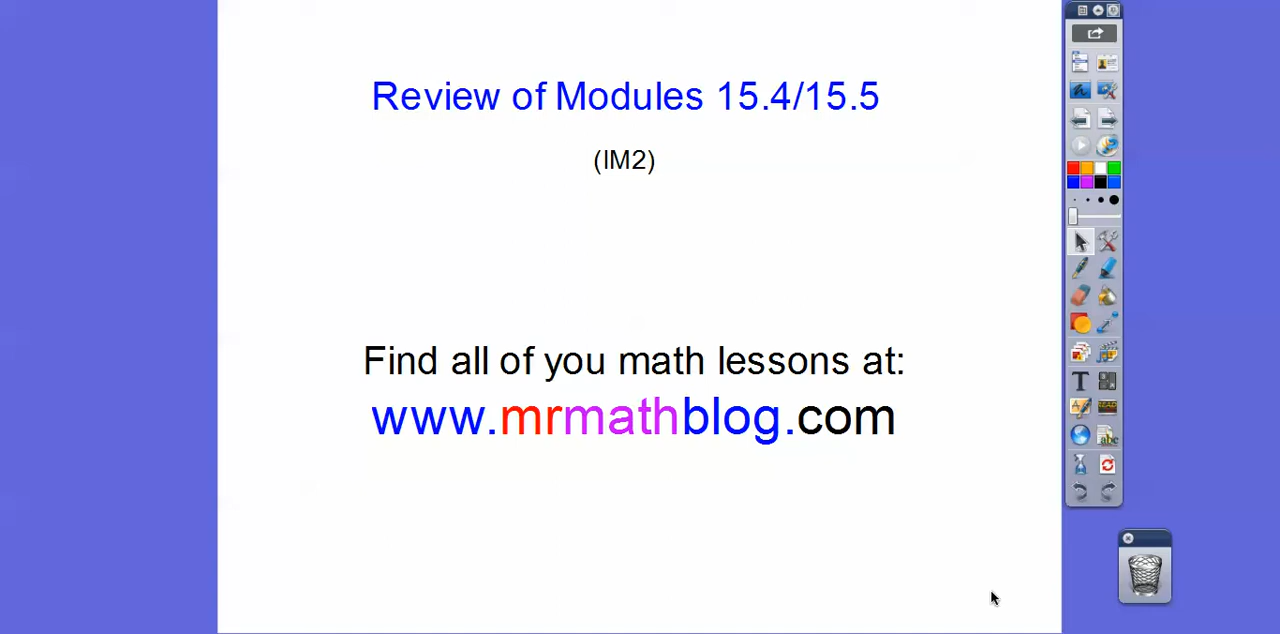 Review of Modules 15.4/15.5
(IM2)
Find all of you math lessons at:
www.mrmathblog.com